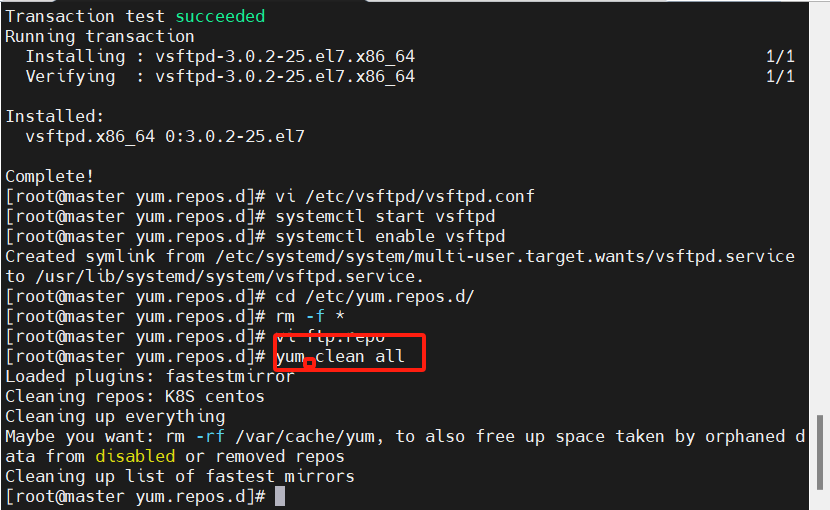 Transaction test succeeded
Running transaction
  Installing : vsftpd-3.0.2-25.el7.x86_64                                   1/1
  Verifying  : vsftpd-3.0.2-25.el7.x86_64                                   1/1

Installed:
  vsftpd.x86_64 0:3.0.2-25.el7

Complete!
[root@master yum.repos.d]# vi /etc/vsftpd/vsftpd.conf
[root@master yum.repos.d]# systemctl start vsftpd
[root@master yum.repos.d]# systemctl enable vsftpd
Created symlink from /etc/systemd/system/multi-user.target.wants/vsftpd.service
to /usr/lib/systemd/system/vsftpd.service.
[root@master yum.repos.d]# cd /etc/yum.repos.d/
[root@master yum.repos.d]# rm -f *
[root@master yum.repos.d]# vi ftp.repo
[root@master yum.repos.d]# yum clean all
Loaded plugins: fastestmirror
Cleaning repos: K8S centos
Cleaning up everything
Maybe you want: rm -rf /var/cache/yum, to also free up space taken by orphaned d
ata from disabled or removed repos
Cleaning up list of fastest mirrors
[root@master yum.repos.d]#